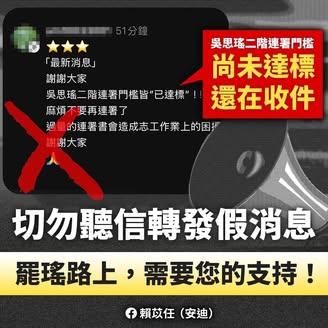 51分鐘
「最新消息」
謝謝大家
吳思瑤二階連署門檻皆“已達標”!!
麻煩不要再連署了
過量的連署書會造成志工作業上的困擾
謝謝大家
吳思瑤二階連署門檻
尚未達標
還在收件
切勿聽信轉發假消息
罷瑤路上，需要您的支持！
賴苡任（安迪）